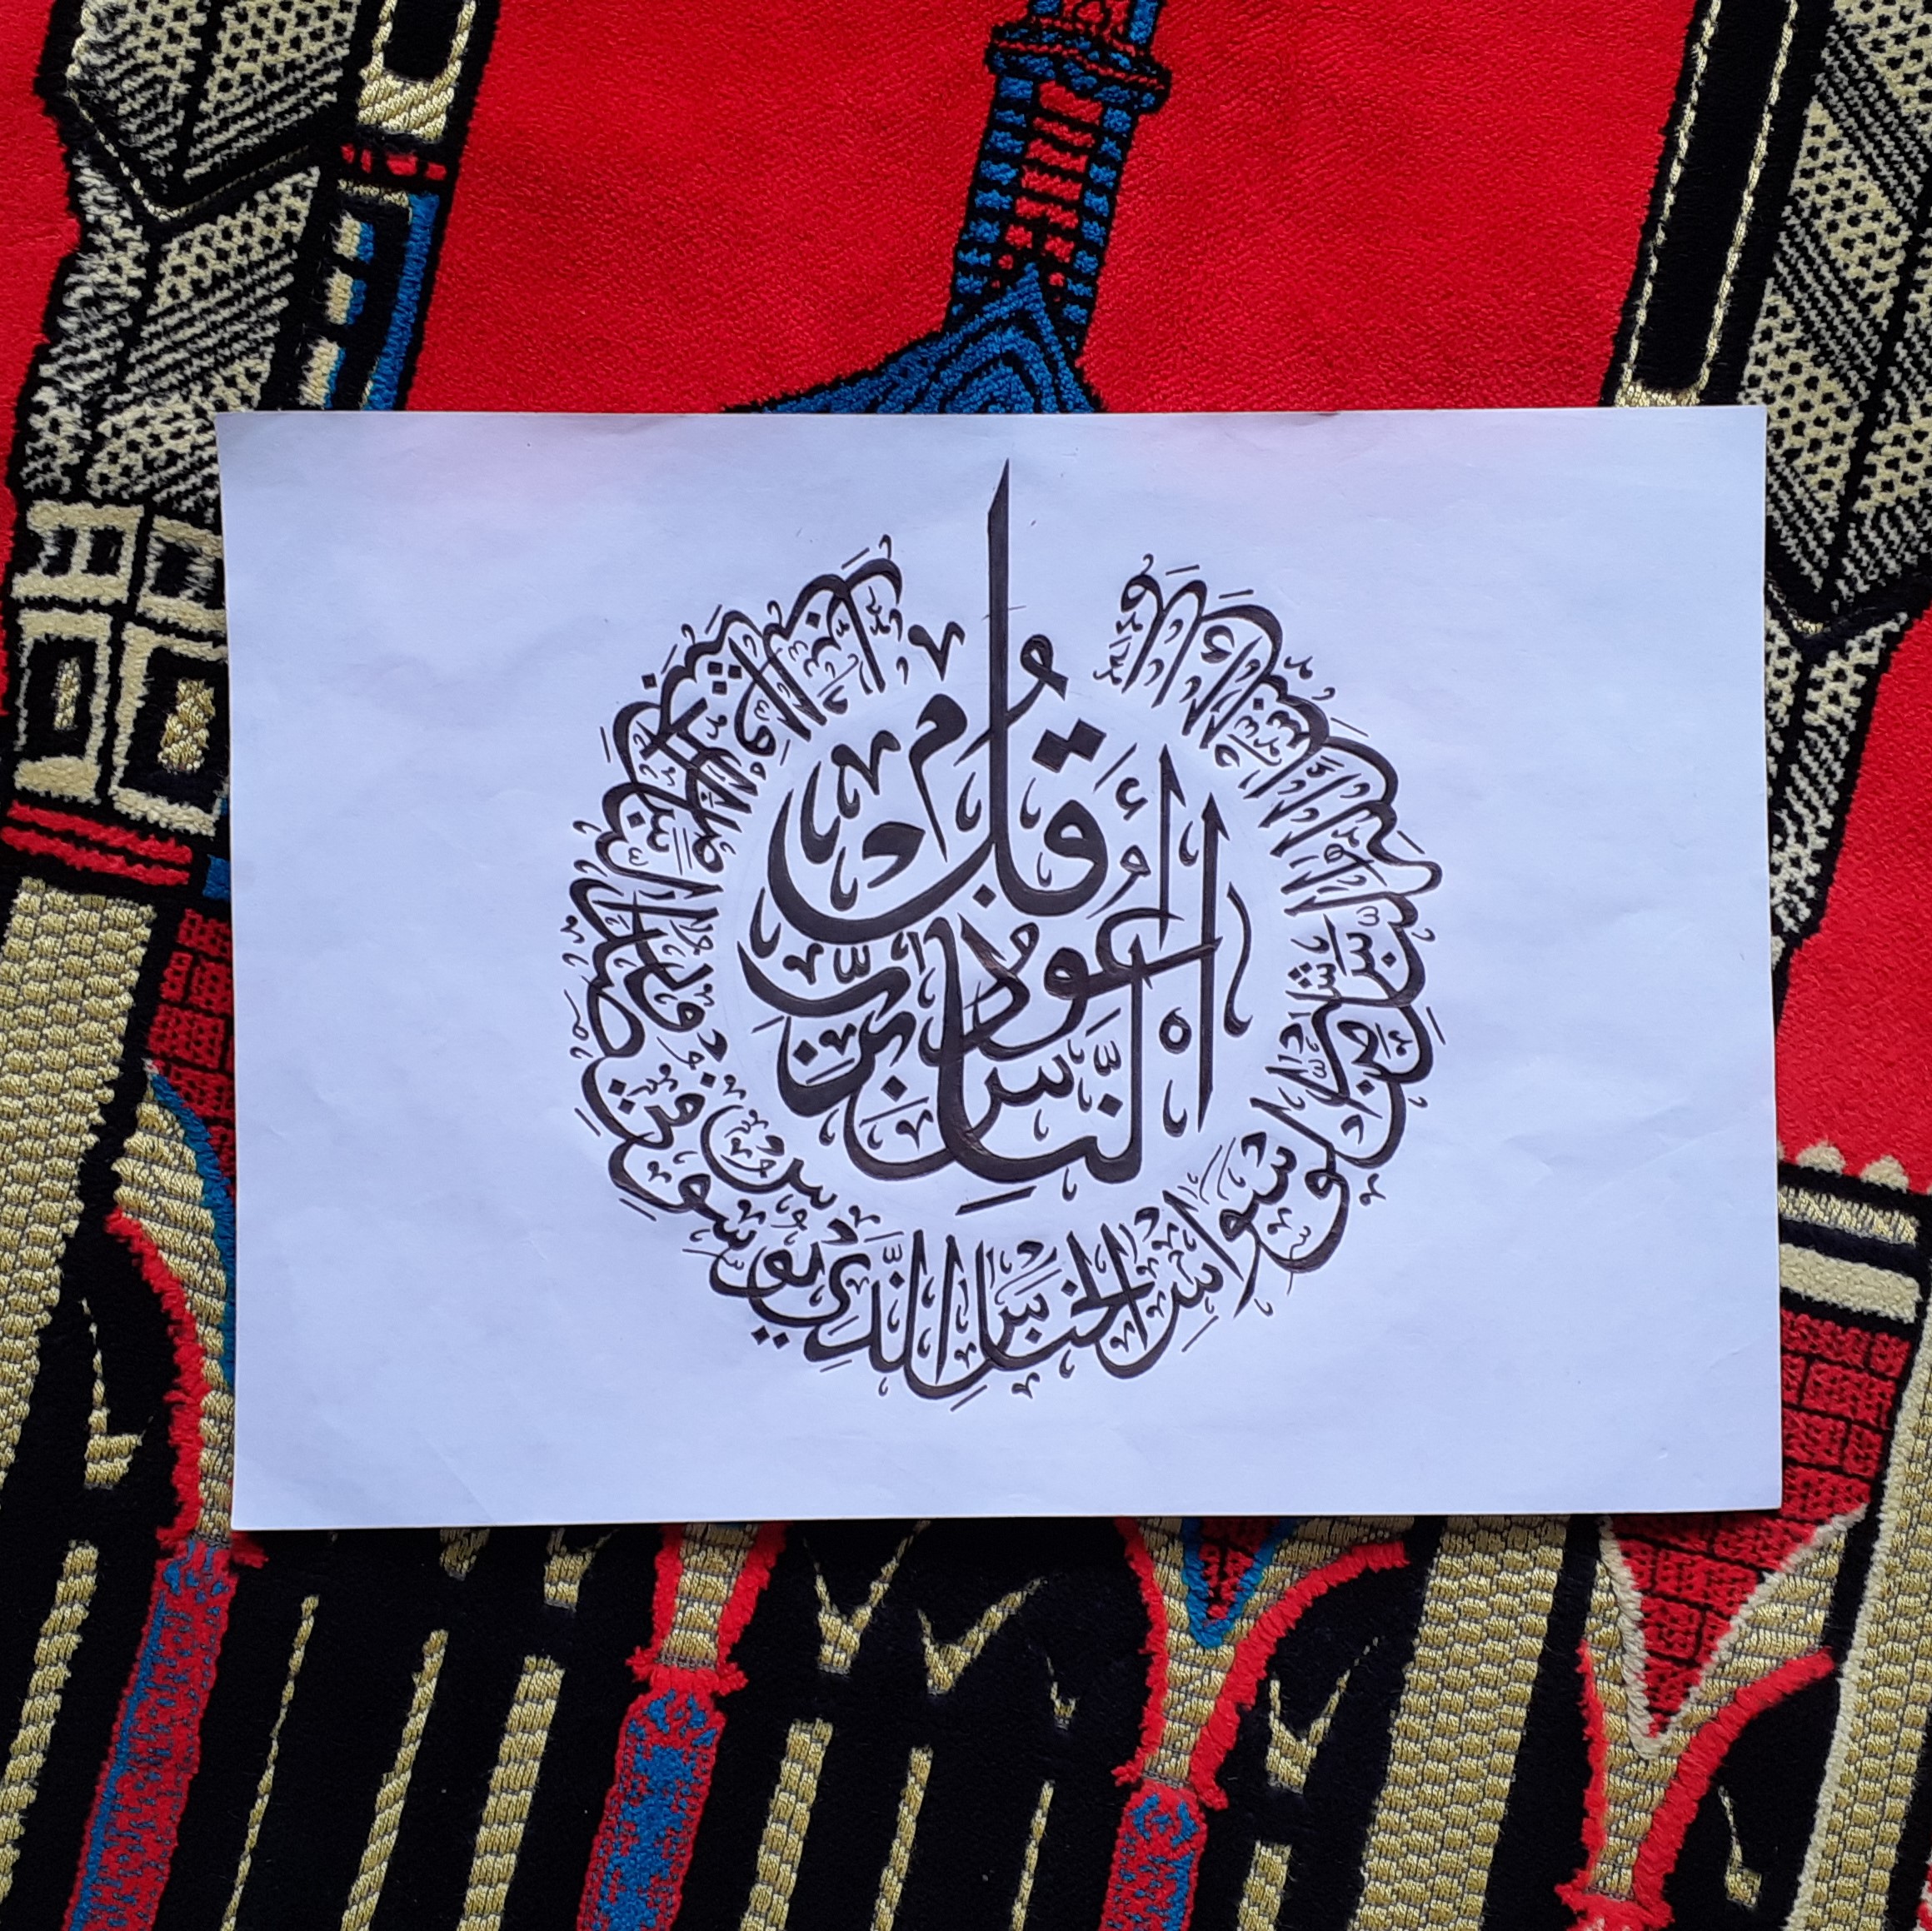 قُلْ أَعُوذُ بِرَبِّ النَّاسِ
مَلِكِ النَّاسِ إِلَٰهِ النَّاسِ مِنْ شَرِّ الْوَسْوَاسِ الْخَنَّاسِ الَّذِي يُوَسْوِسُ فِي صُدُورِ النَّاسِ مِنَ الْجِنَّةِ وَالنَّاسِ